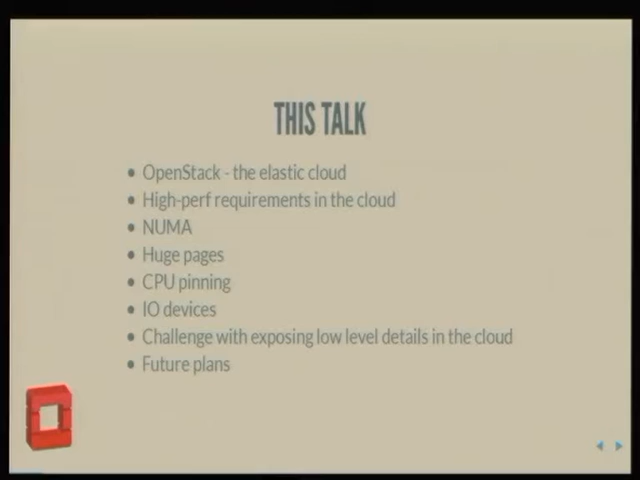 THIS TALK
• OpenStack - the elastic cloud
• High-perf requirements in the cloud
• NUMA
• Huge pages
• CPU pinning
• IO devices
• Challenge with exposing low level details in the cloud
• Future plans